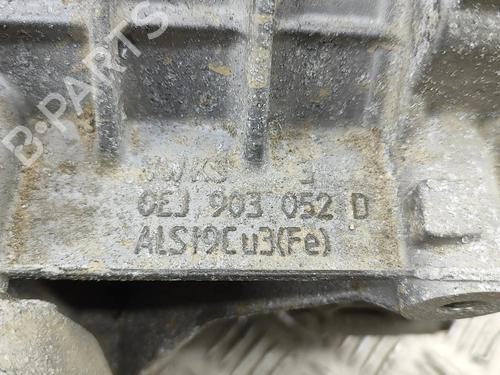 B-PARTS
0EJ 903 052 D
ALSI9Cu3(Fe)